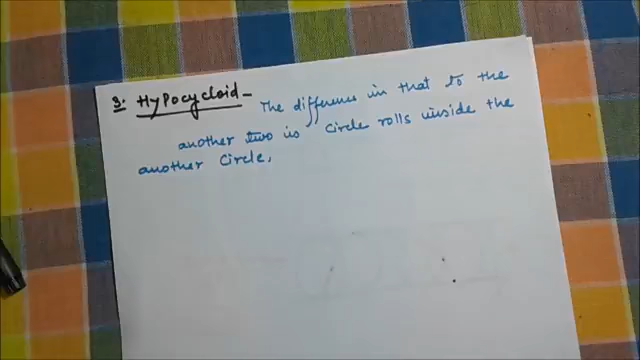 3. Hypocycloid - The difference in that to the
another two is circle rolls inside the
another circle.